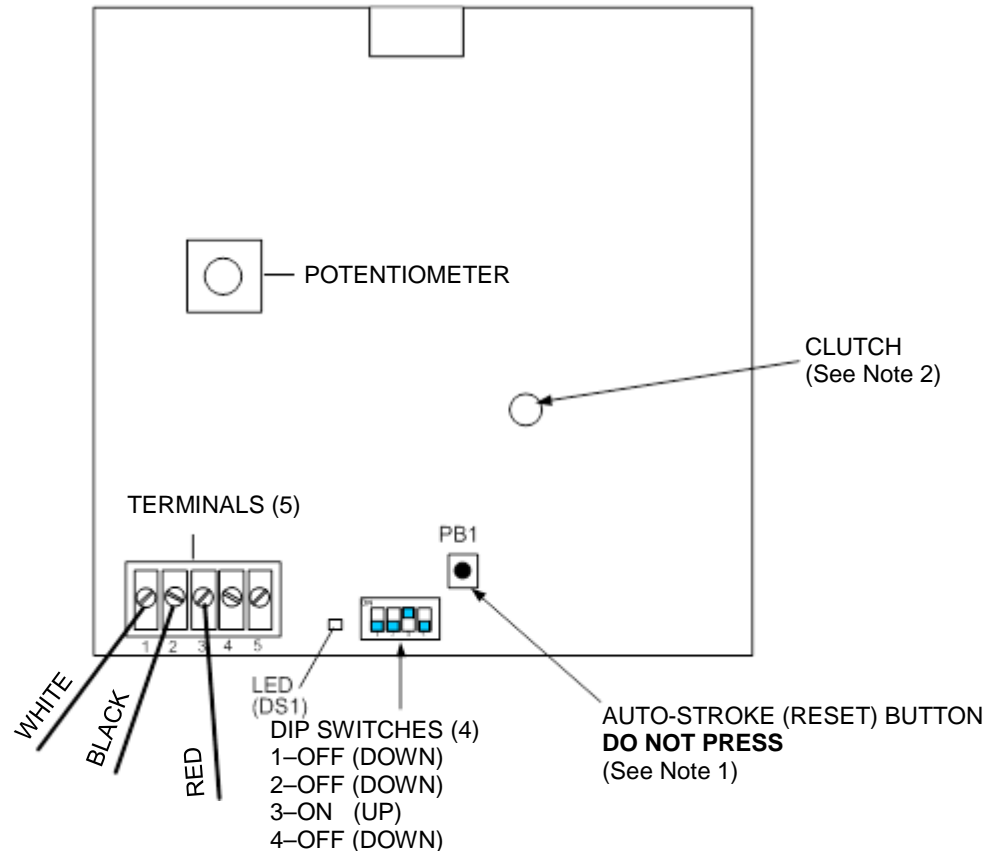 POTENTIOMETER
CLUTCH
(See Note 2)
TERMINALS (5)
PB1
1 2 3 4 5
WHITE
BLACK
RED
LED
(DS1)
DIP SWITCHES (4)
1–OFF (DOWN)
2–OFF (DOWN)
3–ON (UP)
4–OFF (DOWN)
AUTO-STROKE (RESET) BUTTON
DO NOT PRESS
(See Note 1)